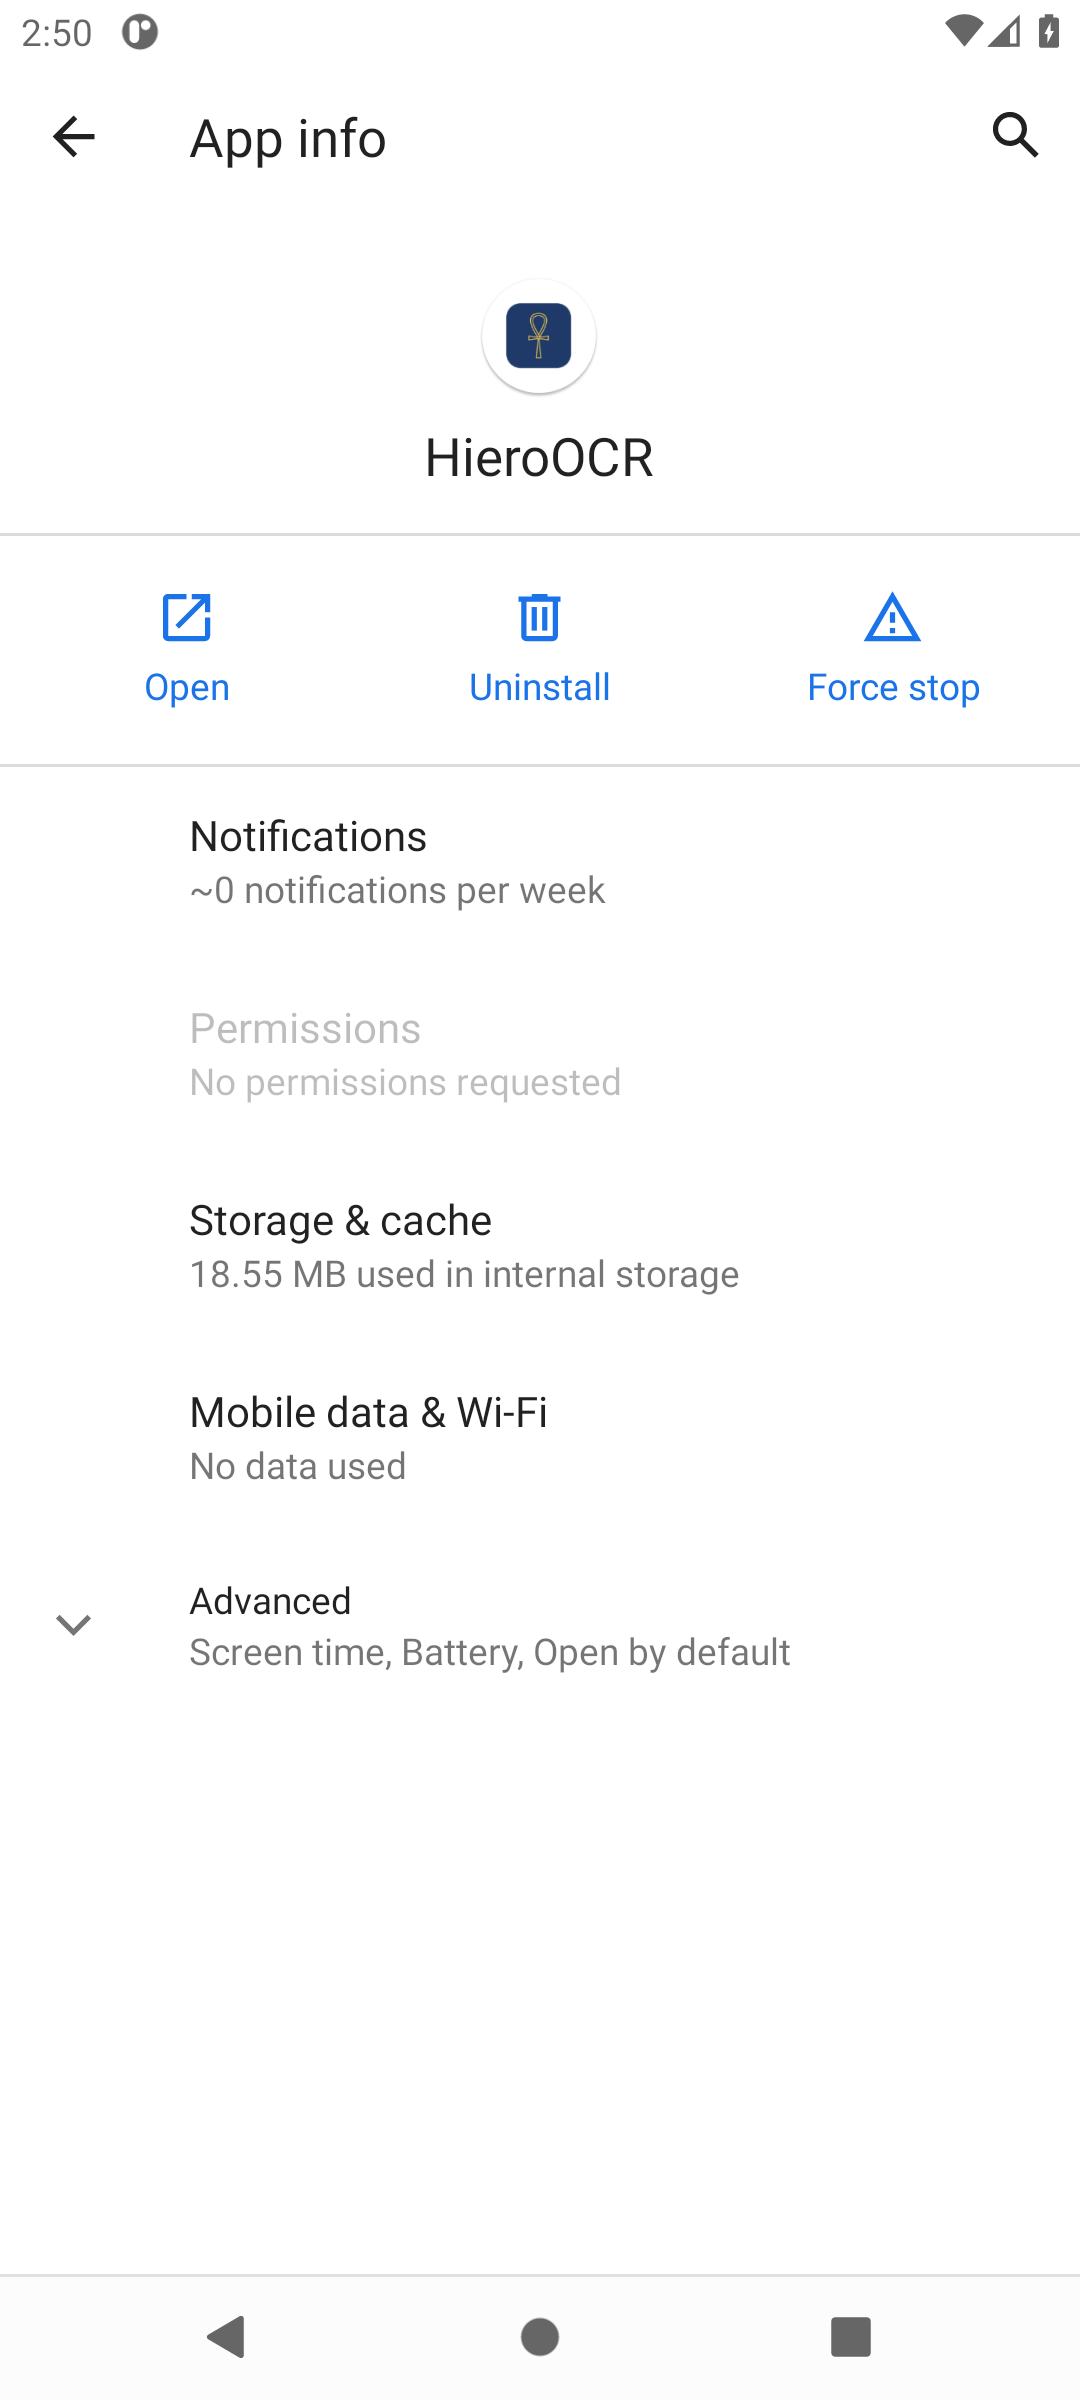 2:50
App info
HieroOCR
Open
Uninstall
Force stop
Notifications
~0 notifications per week
Permissions
No permissions requested
Storage & cache
18.55 MB used in internal storage
Mobile data & Wi-Fi
No data used
Advanced
Screen time, Battery, Open by default